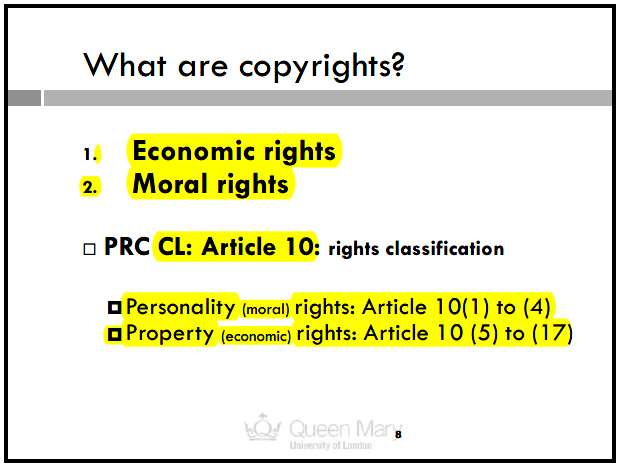 What are copyrights?
1. Economic rights
2. Moral rights
PRC CL: Article 10: rights classification
Personality (moral) rights: Article 10(1) to (4)
Property (economic) rights: Article 10 (5) to (17)
Queen Mary
University of London
8